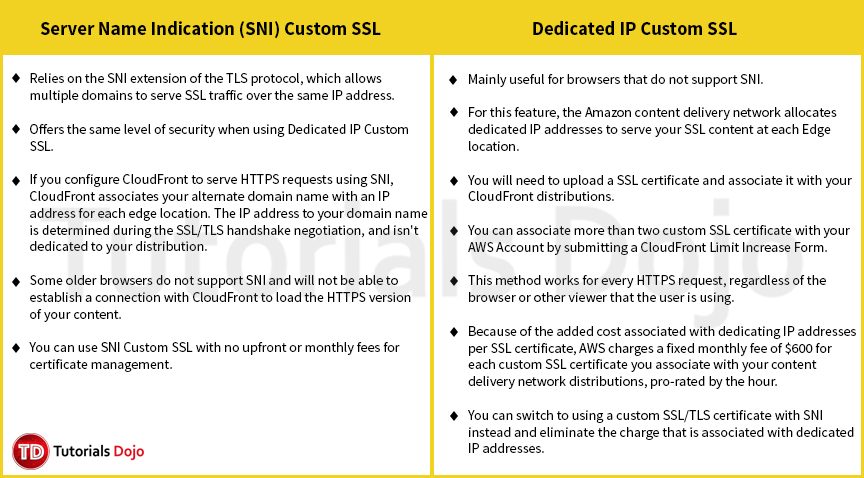 Server Name Indication (SNI) Custom SSL
Relies on the SNI extension of the TLS protocol, which allows
multiple domains to serve SSL traffic over the same IP address.
Offers the same level of security when using Dedicated IP Custom
SSL.
If you configure CloudFront to serve HTTPS requests using SNI,
CloudFront associates your alternate domain name with an IP
address for each edge location. The IP address to your domain name
is determined during the SSL/TLS handshake negotiation, and isn't
dedicated to your distribution.
Some older browsers do not support SNI and will not be able to
establish a connection with CloudFront to load the HTTPS version
of your content.
You can use SNI Custom SSL with no upfront or monthly fees for
certificate management.
TD Tutorials Dojo
Dedicated IP Custom SSL
Mainly useful for browsers that do not support SNI.
For this feature, the Amazon content delivery network allocates
dedicated IP addresses to serve your SSL content at each Edge
location.
You will need to upload a SSL certificate and associate it with your
CloudFront distributions.
You can associate more than two custom SSL certificate with your
AWS Account by submitting a CloudFront Limit Increase Form.
This method works for every HTTPS request, regardless of the
browser or other viewer that the user is using.
Because of the added cost associated with dedicating IP addresses
per SSL certificate, AWS charges a fixed monthly fee of $600 for
each custom SSL certificate you associate with your content
delivery network distributions, pro-rated by the hour.
You can switch to using a custom SSL/TLS certificate with SNI
instead and eliminate the charge that is associated with dedicated
IP addresses.
Tutorials Dojo